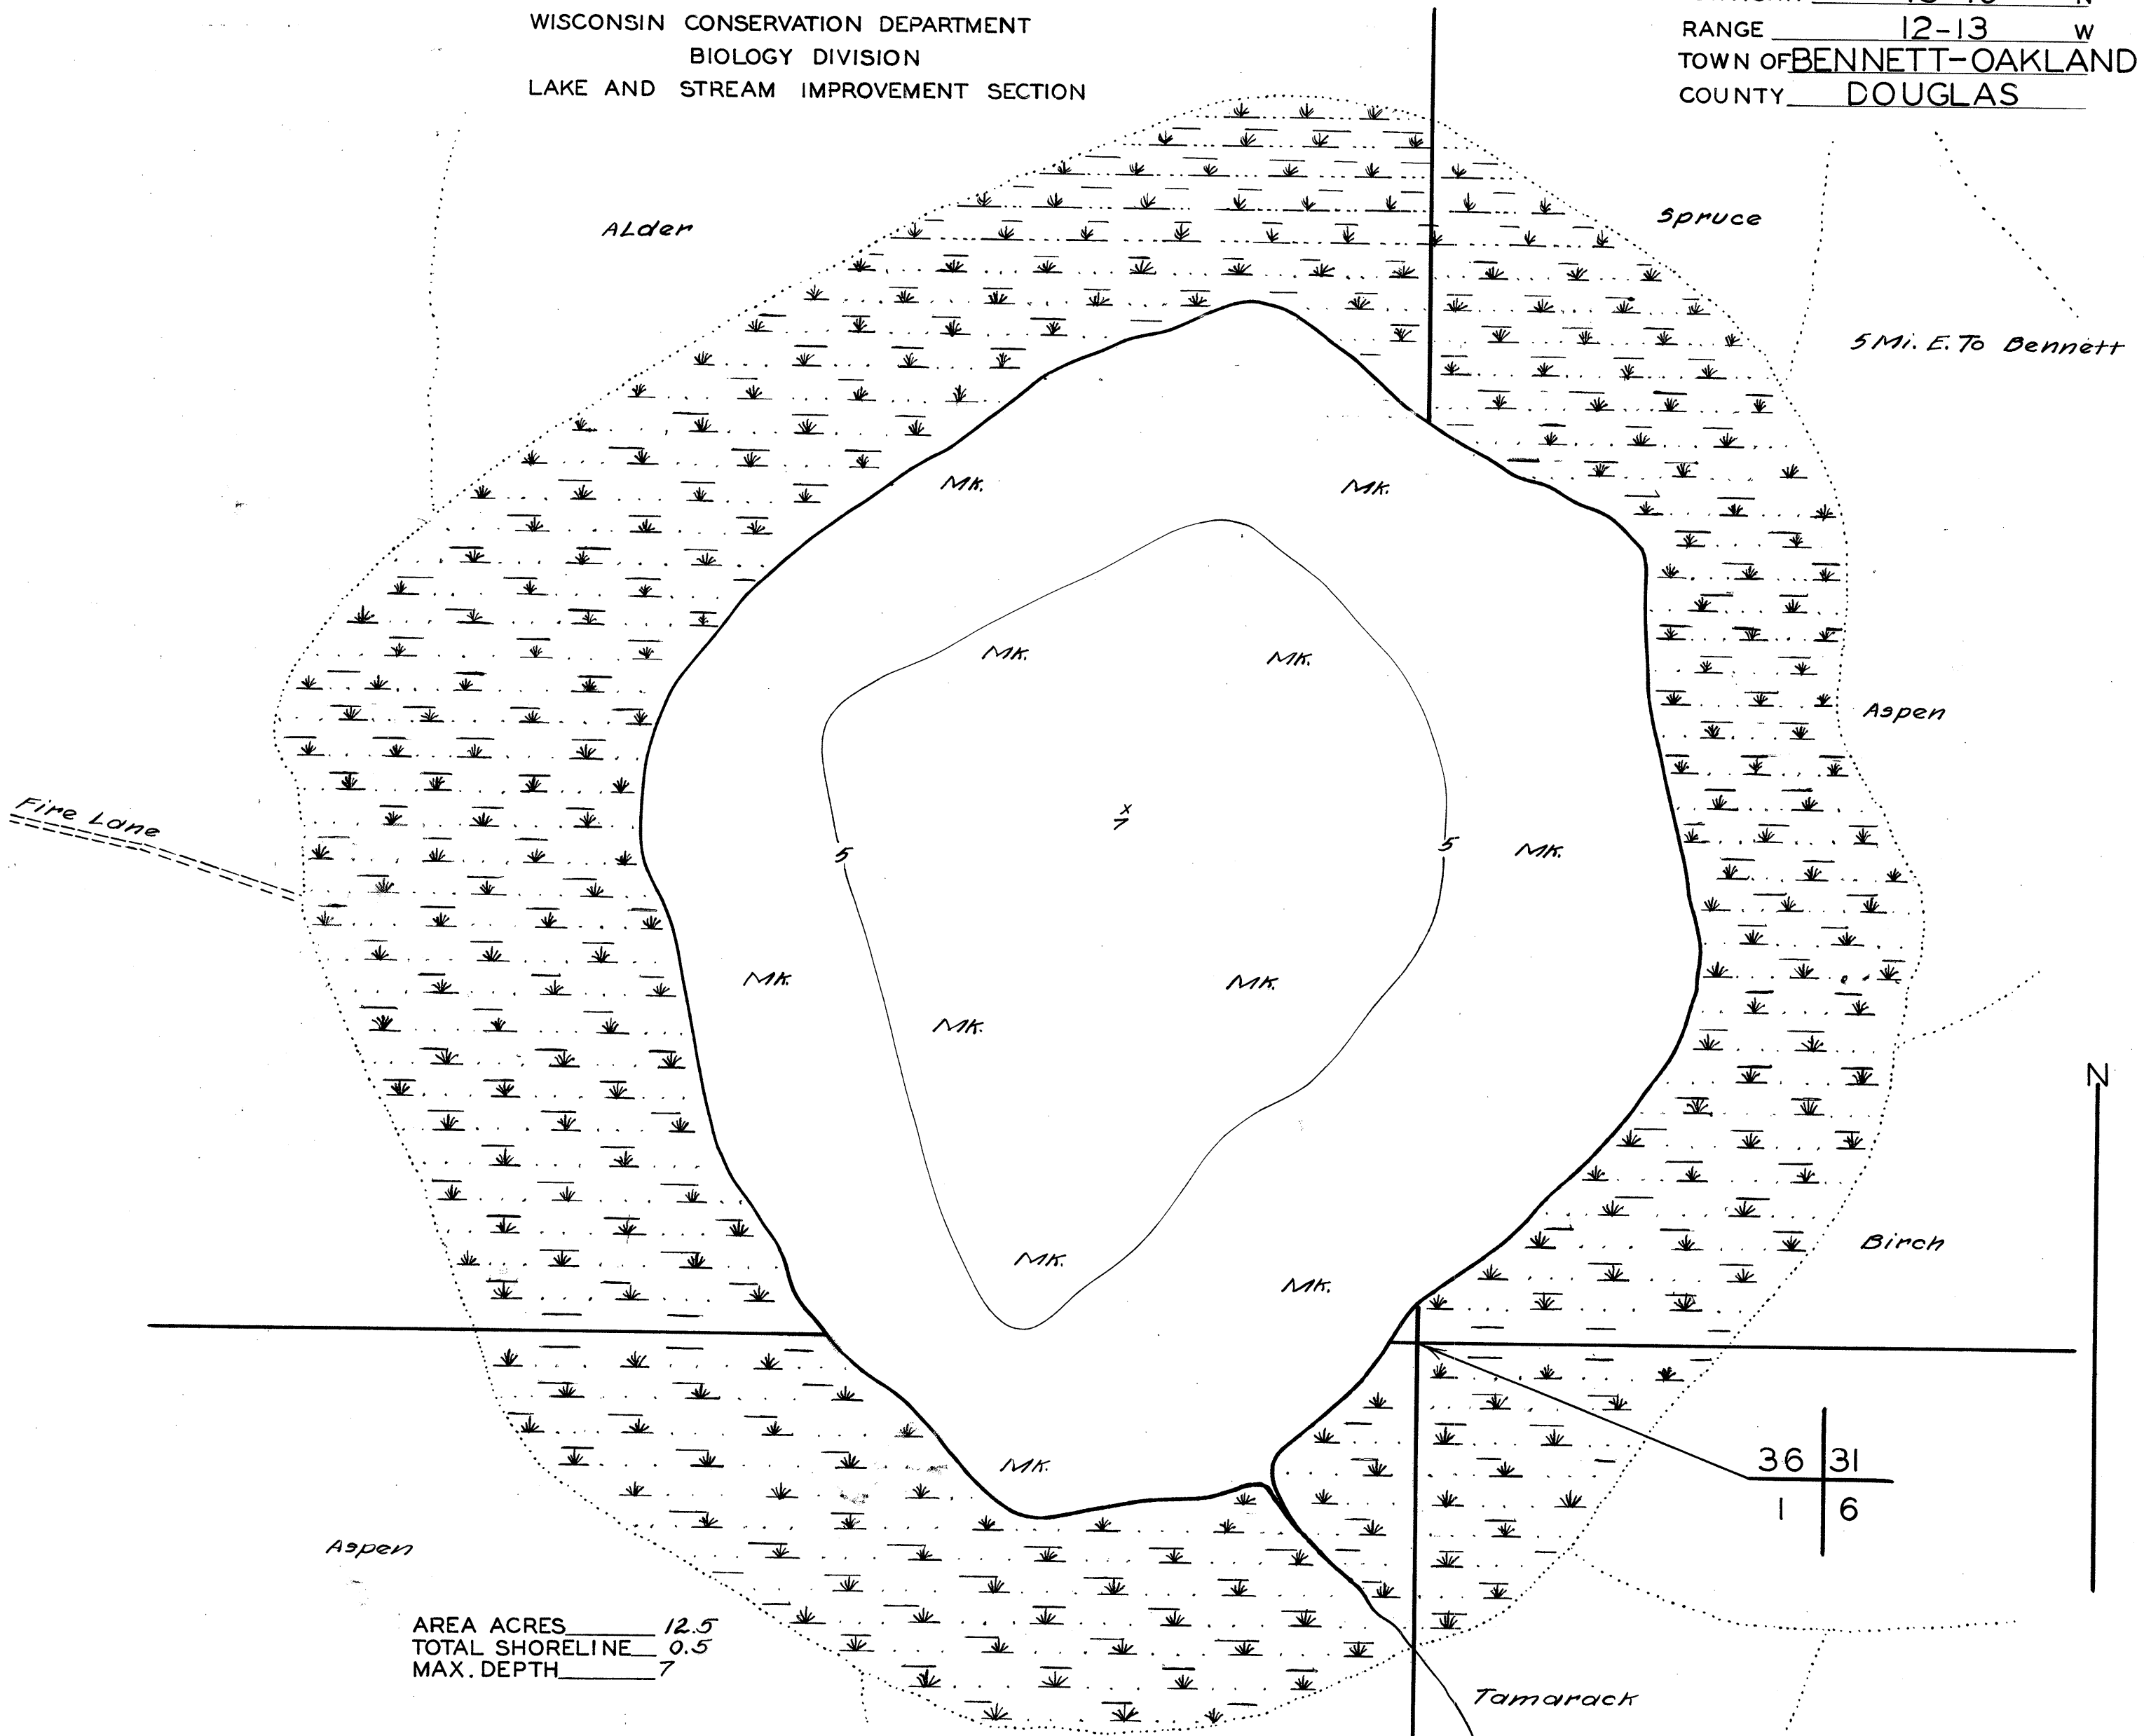 WISCONSIN CONSERVATION DEPARTMENT
BIOLOGY DIVISION
LAKE AND STREAM IMPROVEMENT SECTION
RANGE 12-13 W
TOWN OF BENNETT-OAKLAND
COUNTY DOUGLAS
Alder
Spruce
5 Mi. E. To Bennett
MK.
MK.
MK.
MK.
Aspen
x
7
Fire Lane
5
5
MK.
MK.
MK.
MK.
N
Birch
MK.
MK.
36 31
1 6
MK.
Aspen
AREA ACRES 12.5
TOTAL SHORELINE 0.5
MAX. DEPTH 7
Tamarack